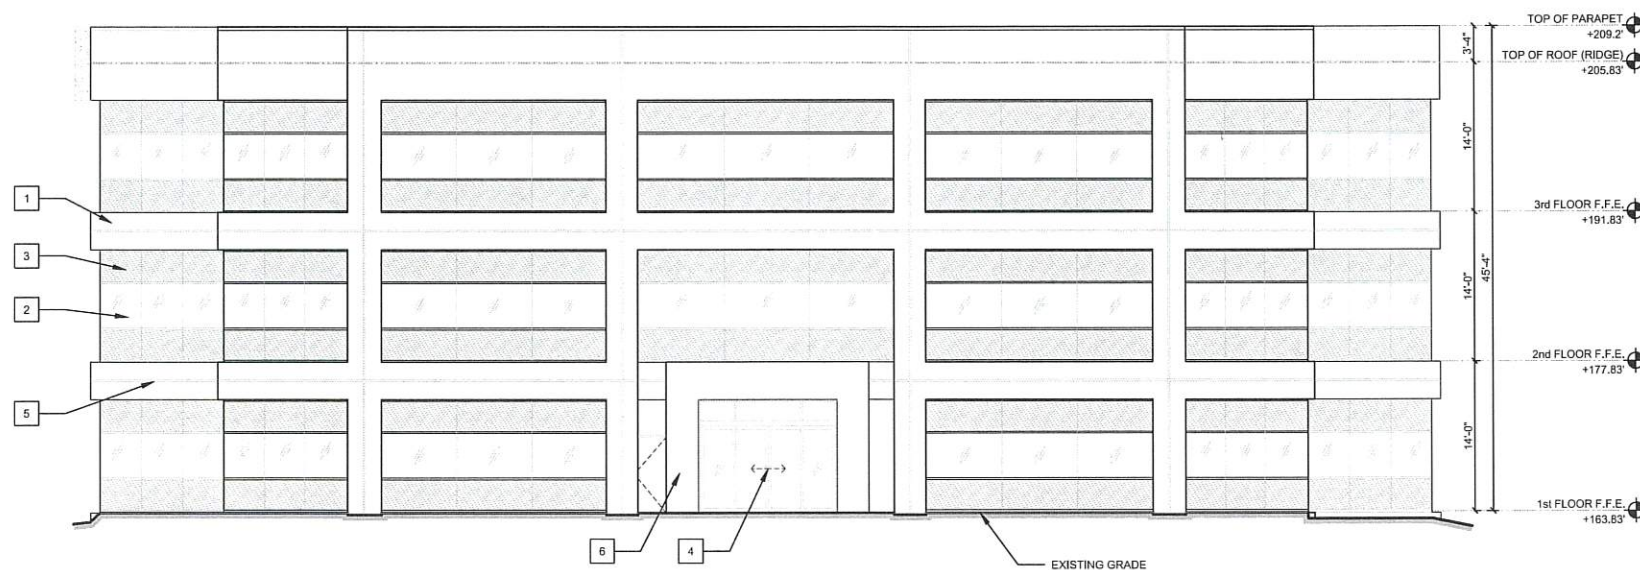 TOP OF PARAPET
+209.2'
3'-4"
TOP OF ROOF (RIDGE)
+205.83'
14'-0"
1
3rd FLOOR F.F.E.
+191.83'
3
14'-0"
45'-4"
2
2nd FLOOR F.F.E.
+177.83'
5
14'-0"
1st FLOOR F.F.E.
+163.83'
6
4
EXISTING GRADE